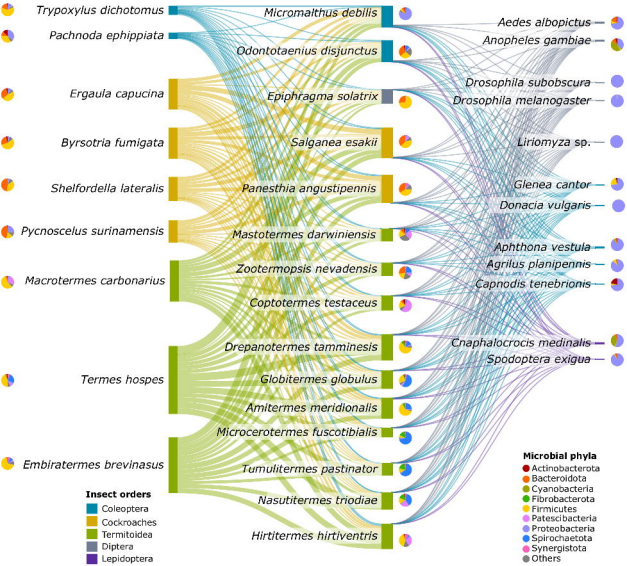 Trypoxylus dichotomus
Pachnoda ephippiata
Ergaula capucina
Byrsotria fumigata
Shelfordella lateralis
Pycnoscelus surinamensis
Macrotermes carbonarius
Termes hospes
Embiratermes brevinasus
Micromalthus debilis
Odontotaenius disjunctus
Epiphragma solatrix
Salganea esakii
Panesthia angustipennis
Mastotermes darwiniensis
Zootermopsis nevadensis
Coptotermes testaceus
Drepanotermes tamminesis
Globitermes globulus
Amitermes meridionalis
Microcerotermes fuscotibialis
Tumulitermes pastinator
Nasutitermes triodiae
Hirtitermes hirtiventris
Aedes albopictus
Anopheles gambiae
Drosophila subobscura
Drosophila melanogaster
Liriomyza sp.
Glenea cantor
Donacia vulgaris
Aphthona vestula
Agrilus planipennis
Capnodis tenebrionis
Cnaphalocrocis medinalis
Spodoptera exigua
Insect orders
Coleoptera
Cockroaches
Termitoidea
Diptera
Lepidoptera
Microbial phyla
Actinobacterota
Bacteroidota
Cyanobacteria
Fibrobacterota
Firmicutes
Patescibacteria
Proteobacteria
Spirochaetota
Synergistota
Others